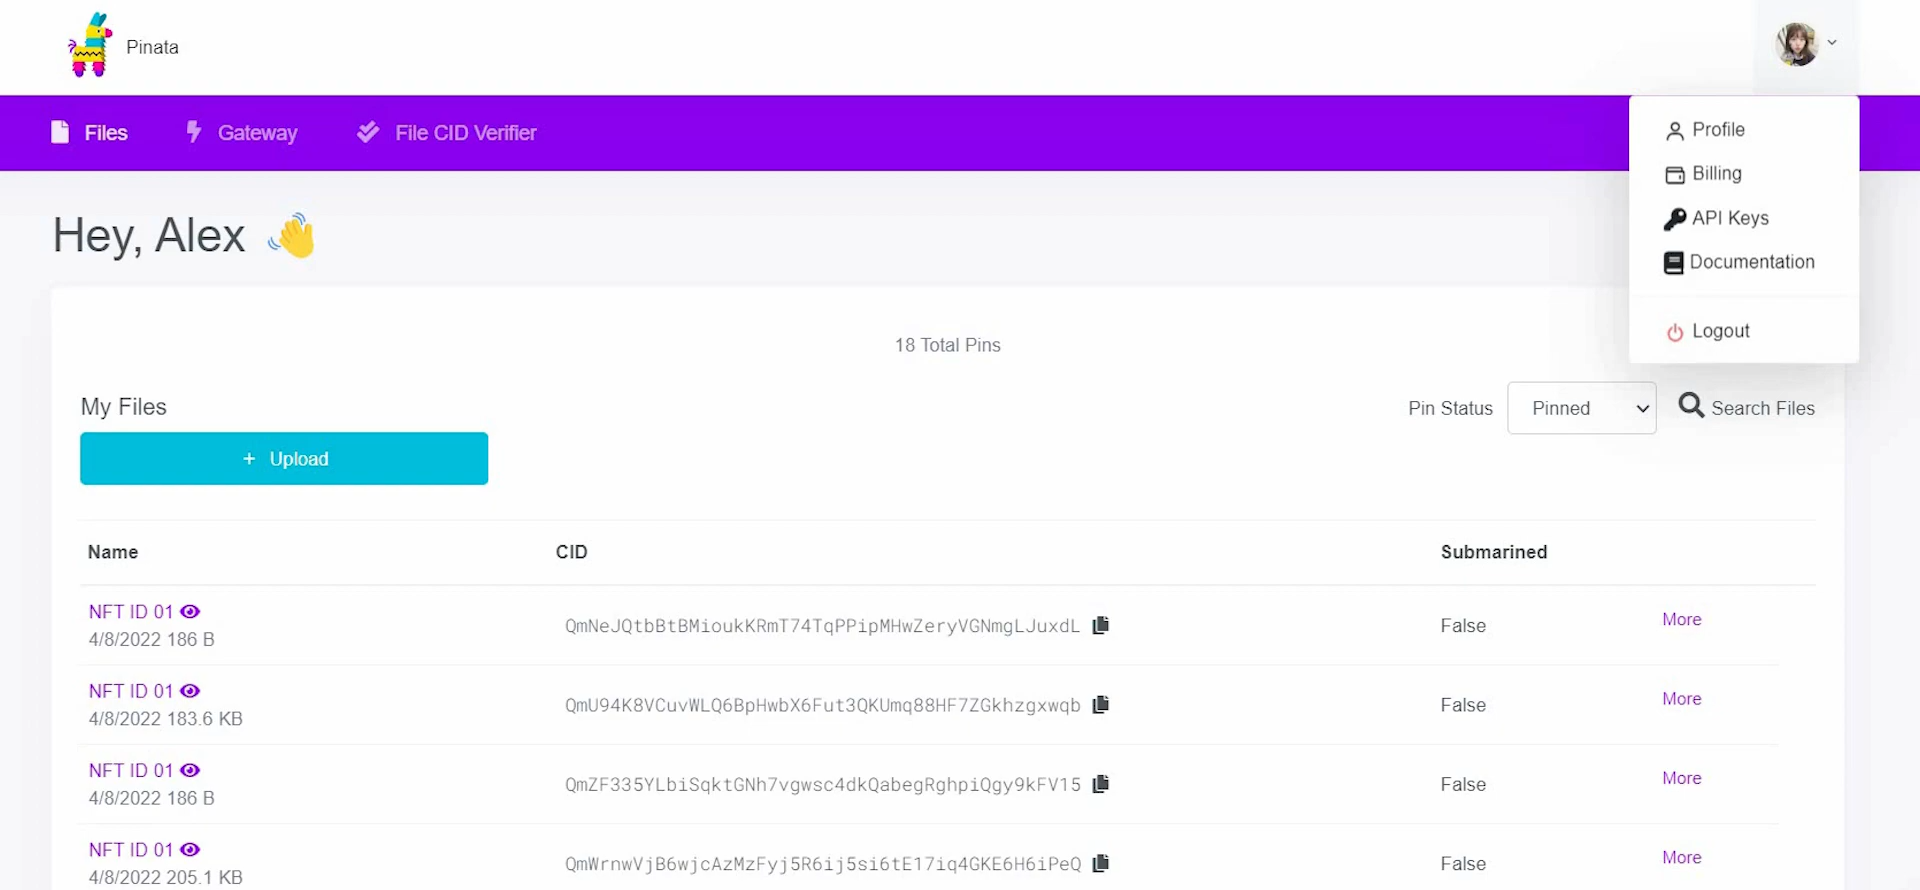 Pinata
Files
Gateway
File CID Verifier
Profile
Billing
API Keys
Documentation
Logout
Hey, Alex
18 Total Pins
My Files
Pin Status
Pinned
Search Files
+ Upload
Name
CID
Submarined
NFT ID 01
4/8/2022 186 B
QmNeJQtbBtBMioukKRmT74TqPPipMHwZeryVGNmgLJuxdL
False
More
NFT ID 01
4/8/2022 183.6 KB
QmU94K8VCuvWLQ6BpHwbX6Fut3QKUmq88HF7ZGkhzgxwqb
False
More
NFT ID 01
4/8/2022 186 B
QmZF335YLbiSqktGNh7vgwsc4dkQabegRghpiQgy9kFV15
False
More
NFT ID 01
4/8/2022 205.1 KB
QmWrnwVjB6wjcAzMzFyj5R6ij5si6tE17iq4GKE6H6iPeQ
False
More